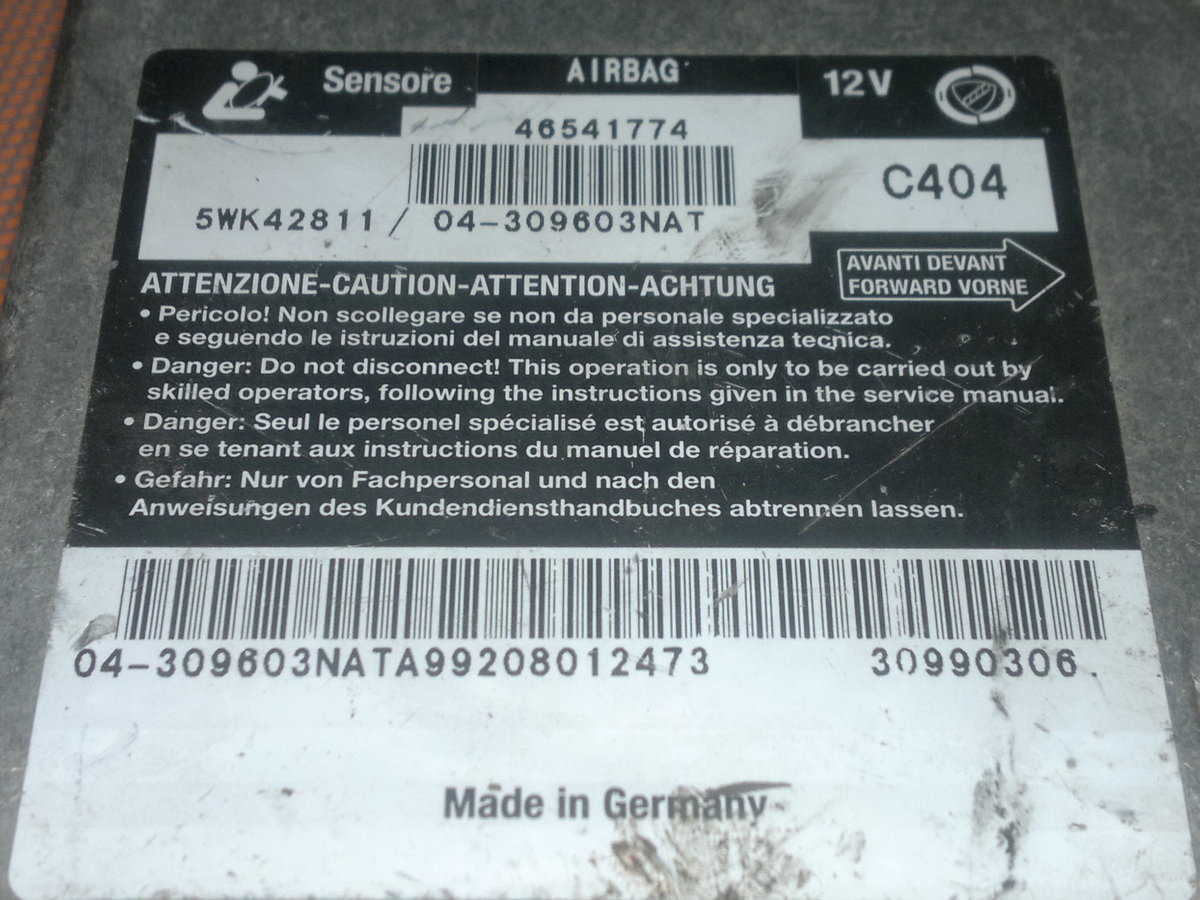 Sensore AIRBAG 12V
46541774
C404
5WK42811 / 04-309603NAT
AVANTI DEVANT
FORWARD VORNE
ATTENZIONE-CAUTION-ATTENTION-ACHTUNG
• Pericolo! Non scollegare se non da personale specializzato
e seguendo le istruzioni del manuale di assistenza tecnica.
• Danger: Do not disconnect! This operation is only to be carried out by
skilled operators, following the instructions given in the service manual.
• Danger: Seul le personel spécialisé est autorisé à débrancher
en se tenant aux instructions du manuel de réparation.
• Gefahr: Nur von Fachpersonal und nach den
Anweisungen des Kundendiensthandbuches abtrennen lassen.
04-309603NATA99208012473 30990306.
Made in Germany